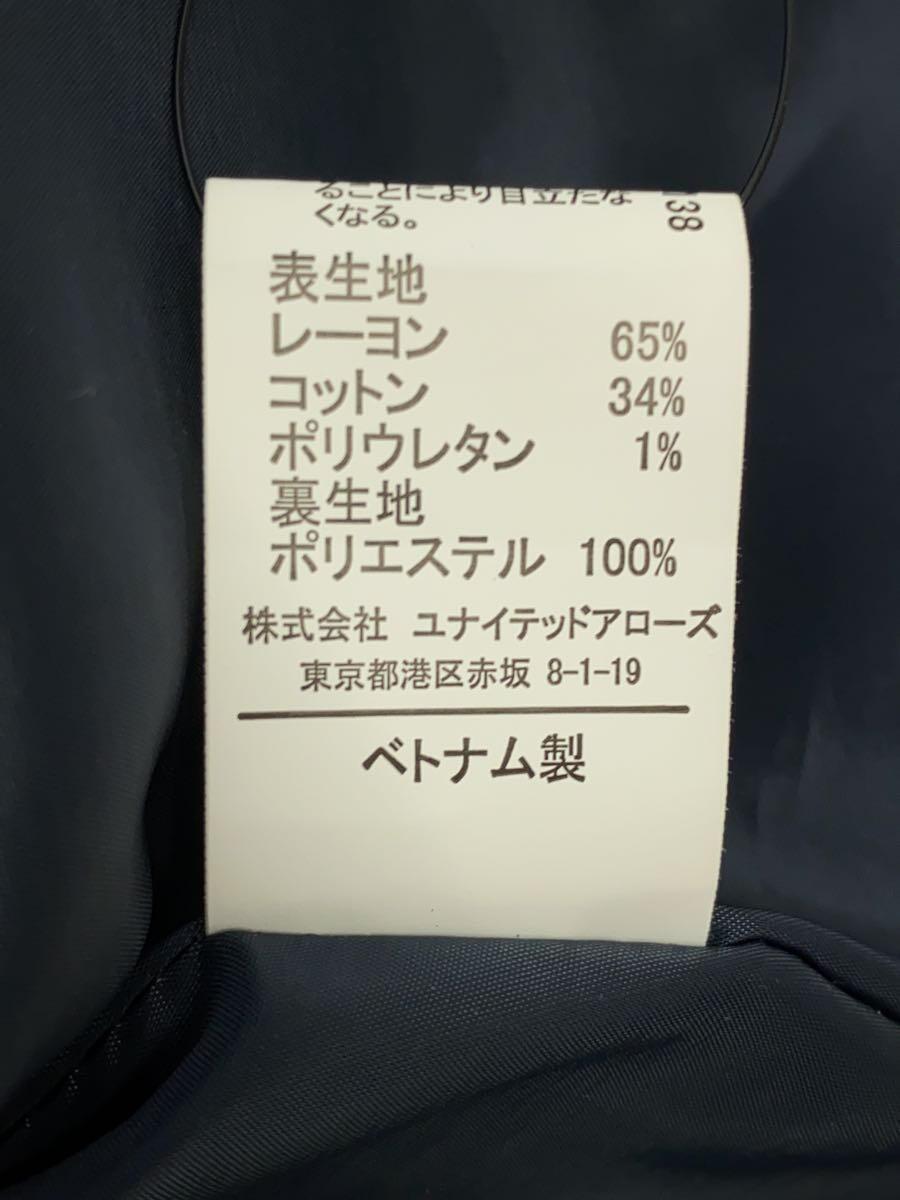 ることにより目立たな
くなる。
38
表生地
レーヨン 65%
コットン 34%
ポリウレタン 1%
裏生地
ポリエステル 100%
株式会社 ユナイテッドアローズ
東京都港区赤坂 8-1-19
ベトナム製